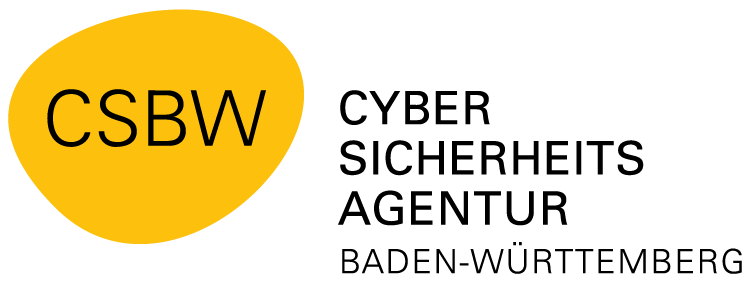 CSBW
CYBER
SICHERHEITS
AGENTUR
BADEN-WÜRTTEMBERG